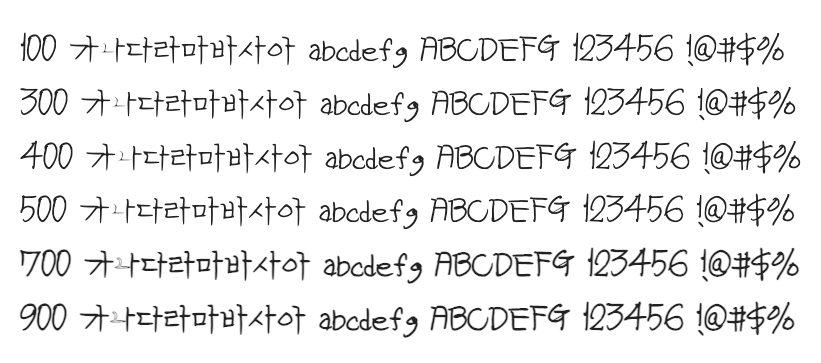 100 가나다라마바사아 abcdefg ABCDEFG 123456 !@#$%
300 가나다라마바사아 abcdefg ABCDEFG 123456 !@#$%
400 가나다라마바사아 abcdefg ABCDEFG 123456 !@#$%
500 가나다라마바사아 abcdefg ABCDEFG 123456 !@#$%
700 가나다라마바사아 abcdefg ABCDEFG 123456 !@#$%
900 가나다라마바사아 abcdefg ABCDEFG 123456 !@#$%